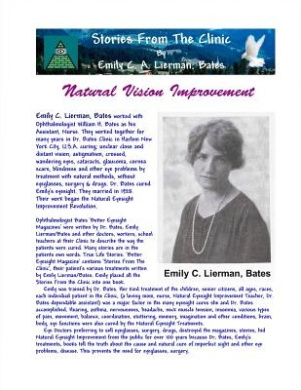 Stories From The Clinic
By
Emily C. A. Lierman, Bates
Natural Vision Improvement
Emily C. Lierman, Bates worked with
Ophthalmologist William H. Bates as his
Assistant, Nurse. They worked together for
many years in Dr. Bates Clinic in Harlem New
York City, U.S.A. curing; unclear close and
distant vision, astigmatism, crossed,
wandering eyes, cataracts, glaucoma, cornea
scars, blindness and other eye problems by
treatment with natural methods, without
eyeglasses, surgery & drugs. Dr. Bates cured
Emily's eyesight. They married in 1928.
Their work began the Natural Eyesight
Improvement Revolution.
Ophthalmologist Bates 'Better Eyesight
Magazines' were written by Dr. Bates, Emily
Lierman/Bates and other doctors, workers, school
teachers at their Clinic to describe the way the
patients were cured. Many stories are in the
patients own words. True Life Stories. 'Better
Eyesight Magazine' contains 'Stories From The
Clinic', their patient's various treatments written
by Emily Lierman/Bates. Emily placed all the
Stories From the Clinic into one book.
Emily C. Lierman, Bates
Emily was trained by Dr. Bates. Her kind treatment of the children, senior citizens, all ages, races,
each individual patient in the Clinic, (a loving mom, nurse, Natural Eyesight Improvement Teacher, Dr.
Bates dependable assistant) was a major factor in the many eyesight cures she and Dr. Bates
accomplished. Fearing, asthma, nervousness, headache, neck muscle tension, insomnia, various types
of pain, movement, balance, coordination, stuttering, memory, imagination and other conditions, brain,
body, eye functions were also cured by the Natural Eyesight Treatments.
Eye Doctors preferring to sell eyeglasses, surgery, drugs, destroyed the magazines, stories, hid
Natural Eyesight Improvement from the public for over 100 years because Dr. Bates, Emily's
treatments, books tell the truth about the cause and natural cure of imperfect sight and other eye
problems, disease. This prevents the need for eyeglasses, surgery.